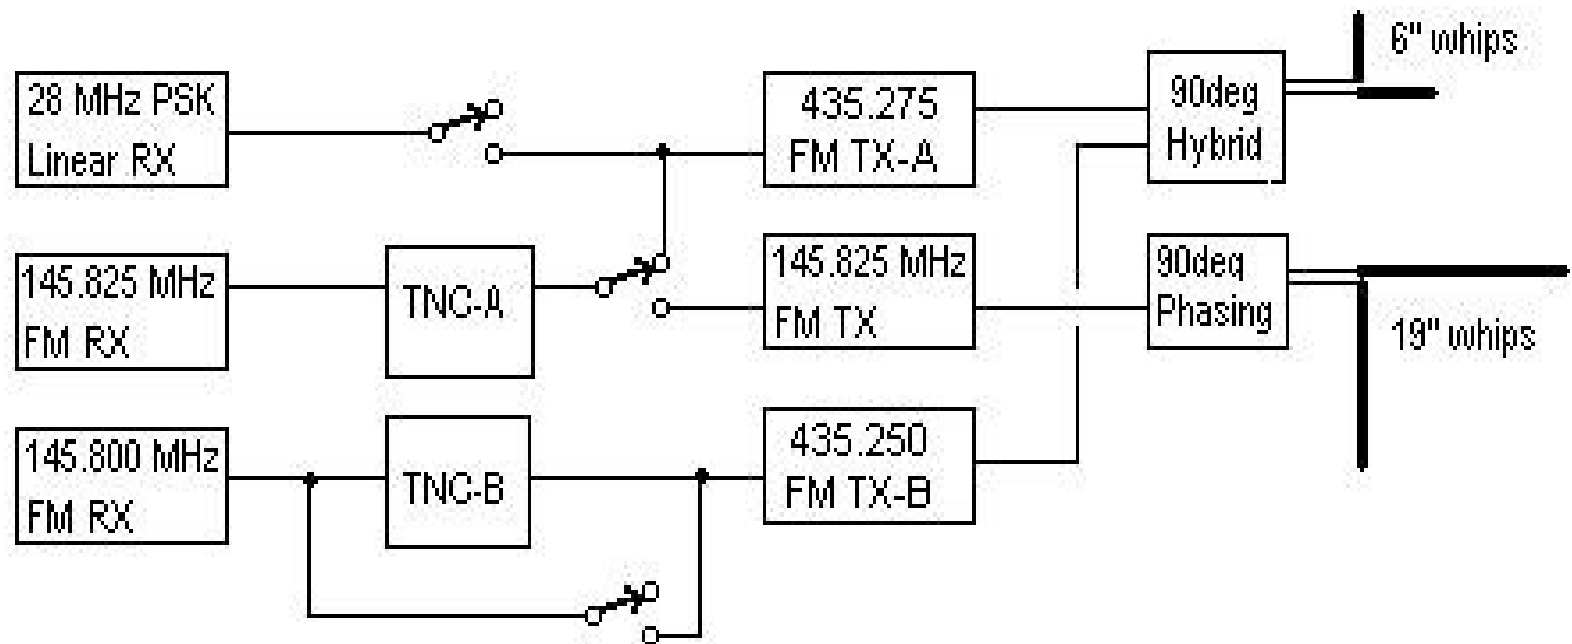 28 MHz PSK
Linear RX
435.275
FM TX-A
90deg
Hybrid
6" whips
145.825 MHz
FM RX
TNC-A
145.825 MHz
FM TX
90deg
Phasing
19" whips
145.800 MHz
FM RX
TNC-B
435.250
FM TX-B